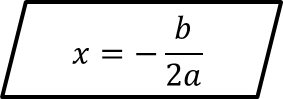 x = − b/2a